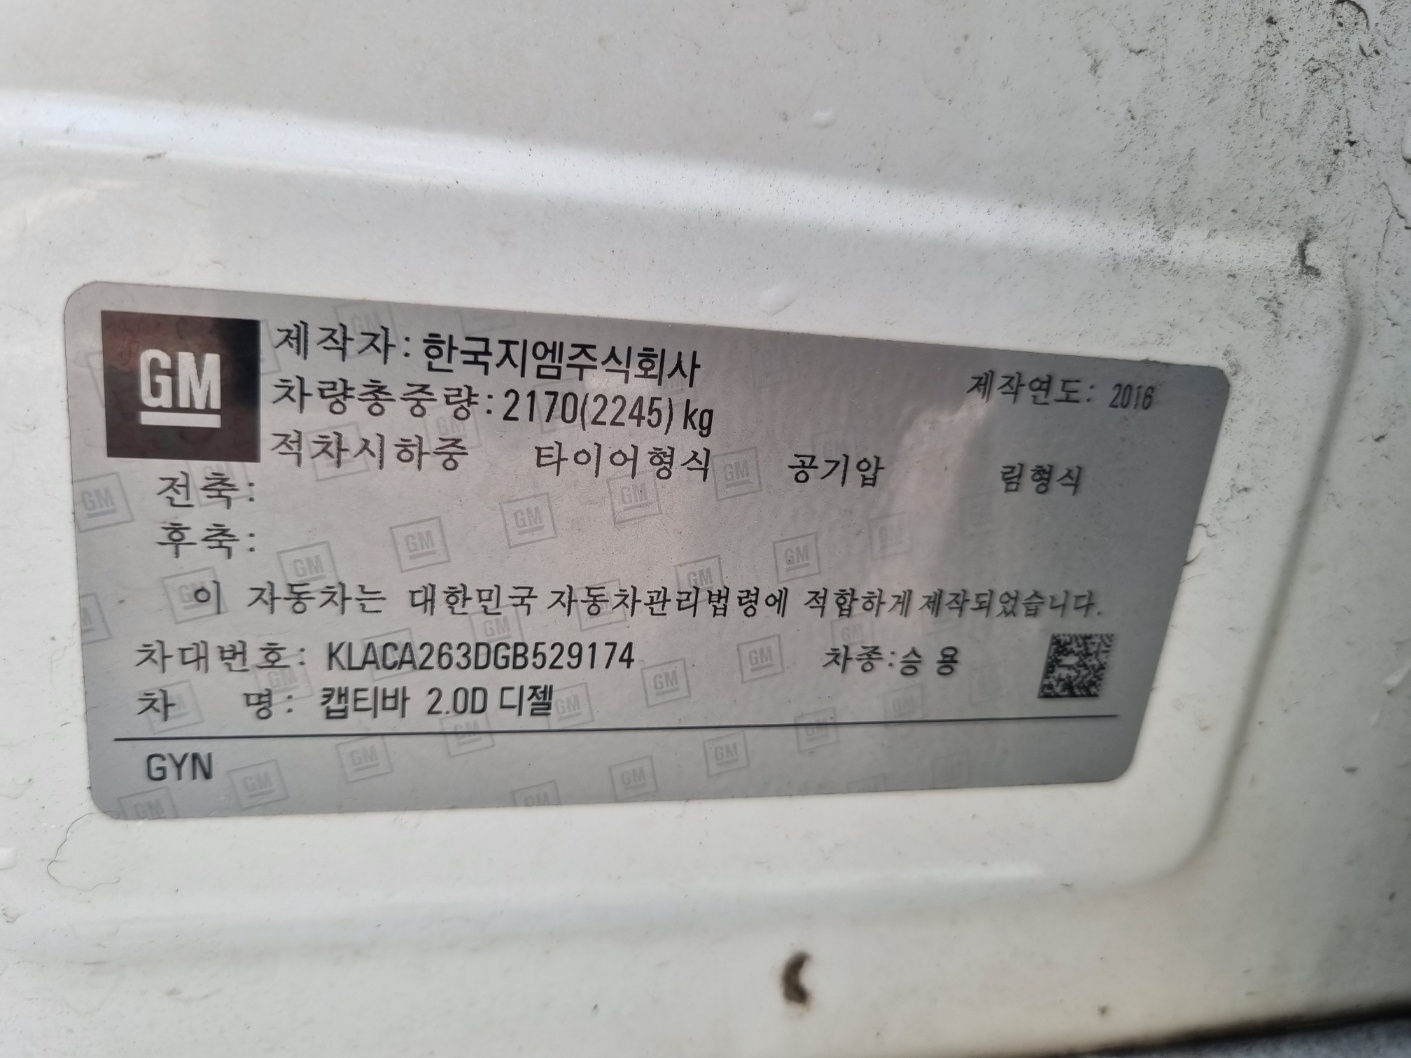 GM
제작자: 한국지엠주식회사
제작연도: 2016
차량총중량: 2170(2245) kg
적차시하중 타이어형식 공기압 림형식
전축:
후축:
이 자동차는 대한민국 자동차관리법령에 적합하게 제작되었습니다.
차대번호: KLACA263DGB529174 차종:승 용
차 명: 캡티바 2.0D 디젤
GYN